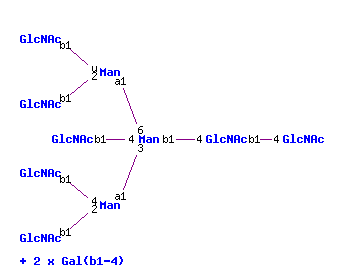 GlcNAc b1
u
2 Man a1
GlcNAc b1
6
GlcNAc b1 4 Man b1 4 GlcNAc b1 4 GlcNAc
3
GlcNAc b1
4
2 Man a1
GlcNAc b1
+ 2 x Gal(b1-4)